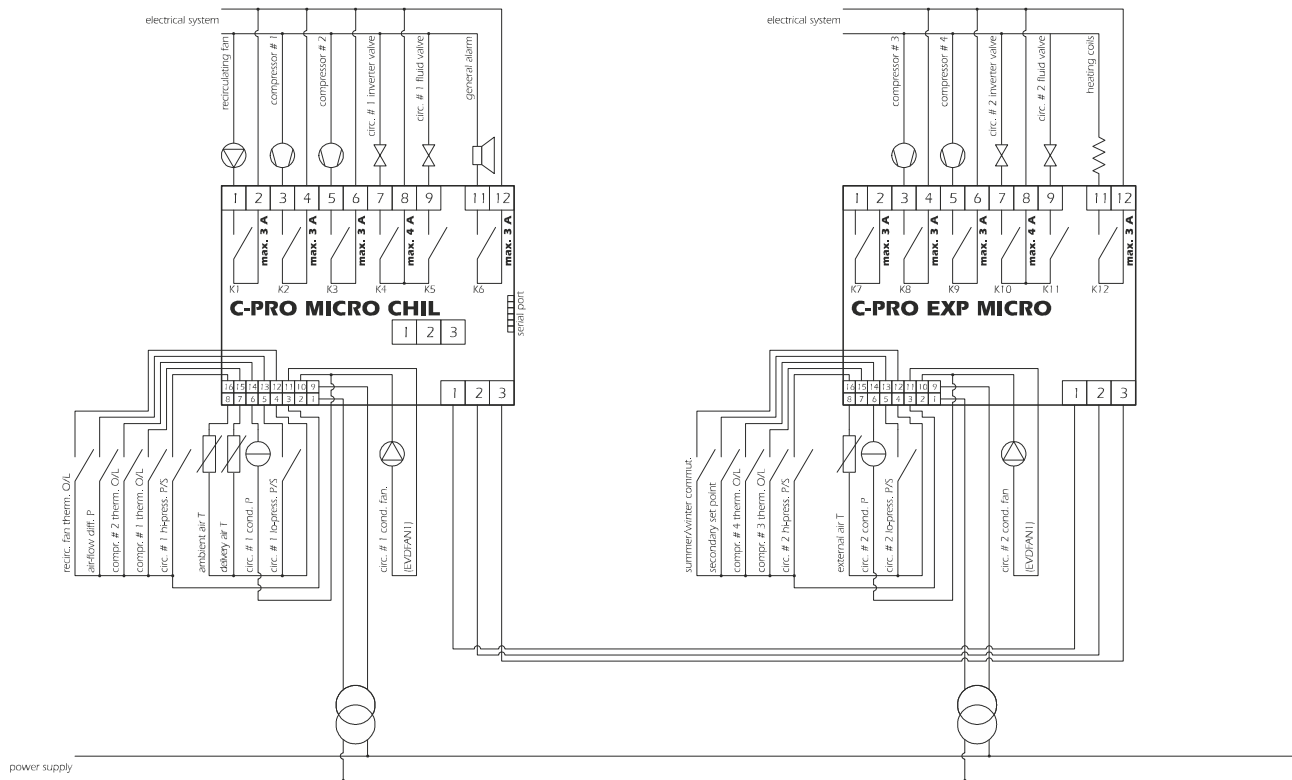 electrical system
recirculating fan
compressor # 1
compressor # 2
circ. # 1 inverter valve
circ. # 1 fluid valve
general alarm
1 2 3 4 5 6 7 8 9 11 12
max. 3 A
max. 3 A
max. 3 A
max. 4 A
max. 3 A
K1 K2 K3 K4 K5 K6
C-PRO MICRO CHIL
serial port
1 2 3
16 15 14 13 12 11 10 9
8 7 6 5 4 3 2 1
1 2 3
recirc. fan therm. O/L
air-flow diff. P
compr. # 2 therm. O/L
compr. # 1 therm. O/L
circ. # 1 hi-press. P/S
ambient air T
delivery air T
circ. # 1 cond. P
circ. # 1 lo-press. P/S
circ. # 1 cond. fan.
(EVDFAN1)
electrical system
compressor # 3
compressor # 4
circ. # 2 inverter valve
circ. # 2 fluid valve
heating coils
1 2 3 4 5 6 7 8 9 11 12
max. 3 A
max. 3 A
max. 3 A
max. 4 A
max. 3 A
K7 K8 K9 K10 K11 K12
C-PRO EXP MICRO
16 15 14 13 12 11 10 9
8 7 6 5 4 3 2 1
1 2 3
summer/winter commut.
secondary set point
compr. # 4 therm. O/L
compr. # 3 therm. O/L
circ. # 2 hi-press. P/S
external air T
circ. # 2 cond. P
circ. # 2 lo-press. P/S
circ. # 2 cond. fan
(EVDFAN1)
power supply